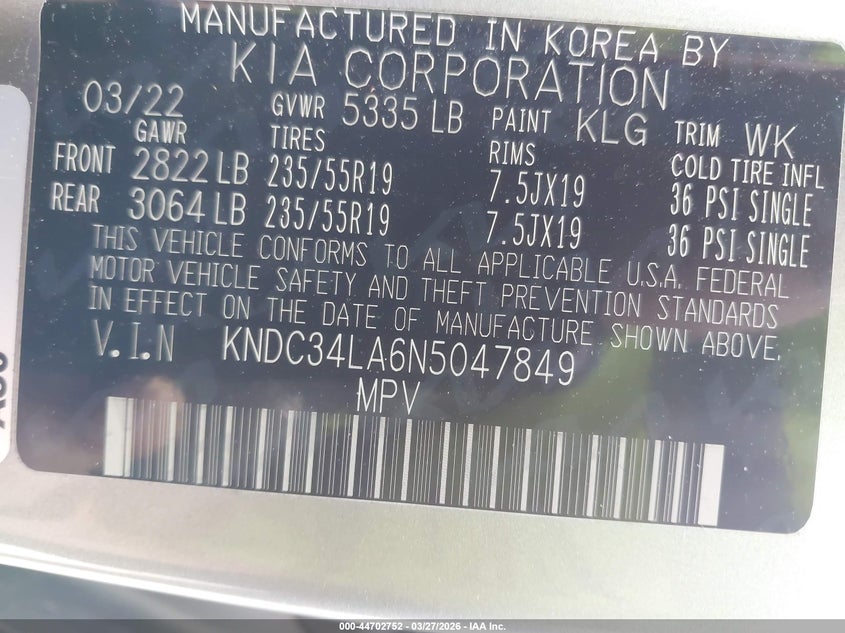 MANUFACTURED IN KOREA BY
KIA CORPORATION
03/22 GVWR 5335 LB PAINT KLG TRIM WK
GAWR TIRES RIMS COLD TIRE INFL
FRONT 2822 LB 235/55R19 7.5JX19 36 PSI SINGLE
REAR 3064 LB 235/55R19 7.5JX19 36 PSI SINGLE
THIS VEHICLE CONFORMS TO ALL APPLICABLE U.S.A. FEDERAL
MOTOR VEHICLE SAFETY AND THEFT PREVENTION STANDARDS
IN EFFECT ON THE DATE OF MANUFACTURE SHOWN ABOVE.
V.I.N KNDC34LA6N5047849
MPV
000-44702752 - 03/27/2026 - IAA Inc.